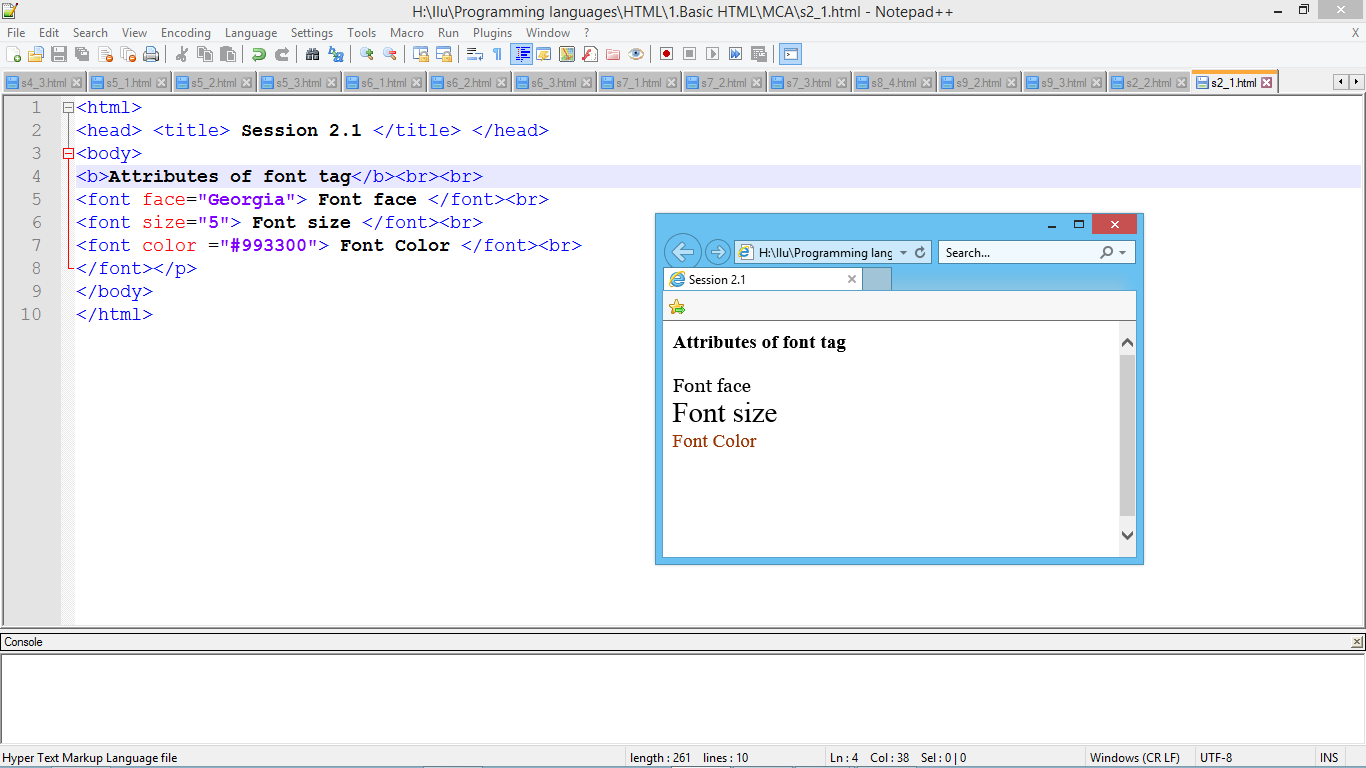 H:\Ilu\Programming languages\HTML\1.Basic HTML\MCA\s2_1.html - Notepad++
File Edit Search View Encoding Language Settings Tools Macro Run Plugins Window ? X
s4_3.html s5_1.html s5_2.html s5_3.html s6_1.html s6_2.html s6_3.html s7_1.html s7_2.html s7_3.html s8_4.html s9_2.html s9_3.html s2_2.html s2_1.html
1 <html>
2 <head> <title> Session 2.1 </title> </head>
3 <body>
4 <b>Attributes of font tag</b><br><br>
5 <font face="Georgia"> Font face </font><br>
6 <font size="5"> Font size </font><br>
7 <font color ="#993300"> Font Color </font><br>
8 </font></p>
9 </body>
10 </html>
H:\Ilu\Programming lang Search...
Session 2.1
Attributes of font tag
Font face
Font size
Font Color
Console
Hyper Text Markup Language file length : 261 lines : 10 Ln : 4 Col : 38 Sel : 0 | 0 Windows (CR LF) UTF-8 INS